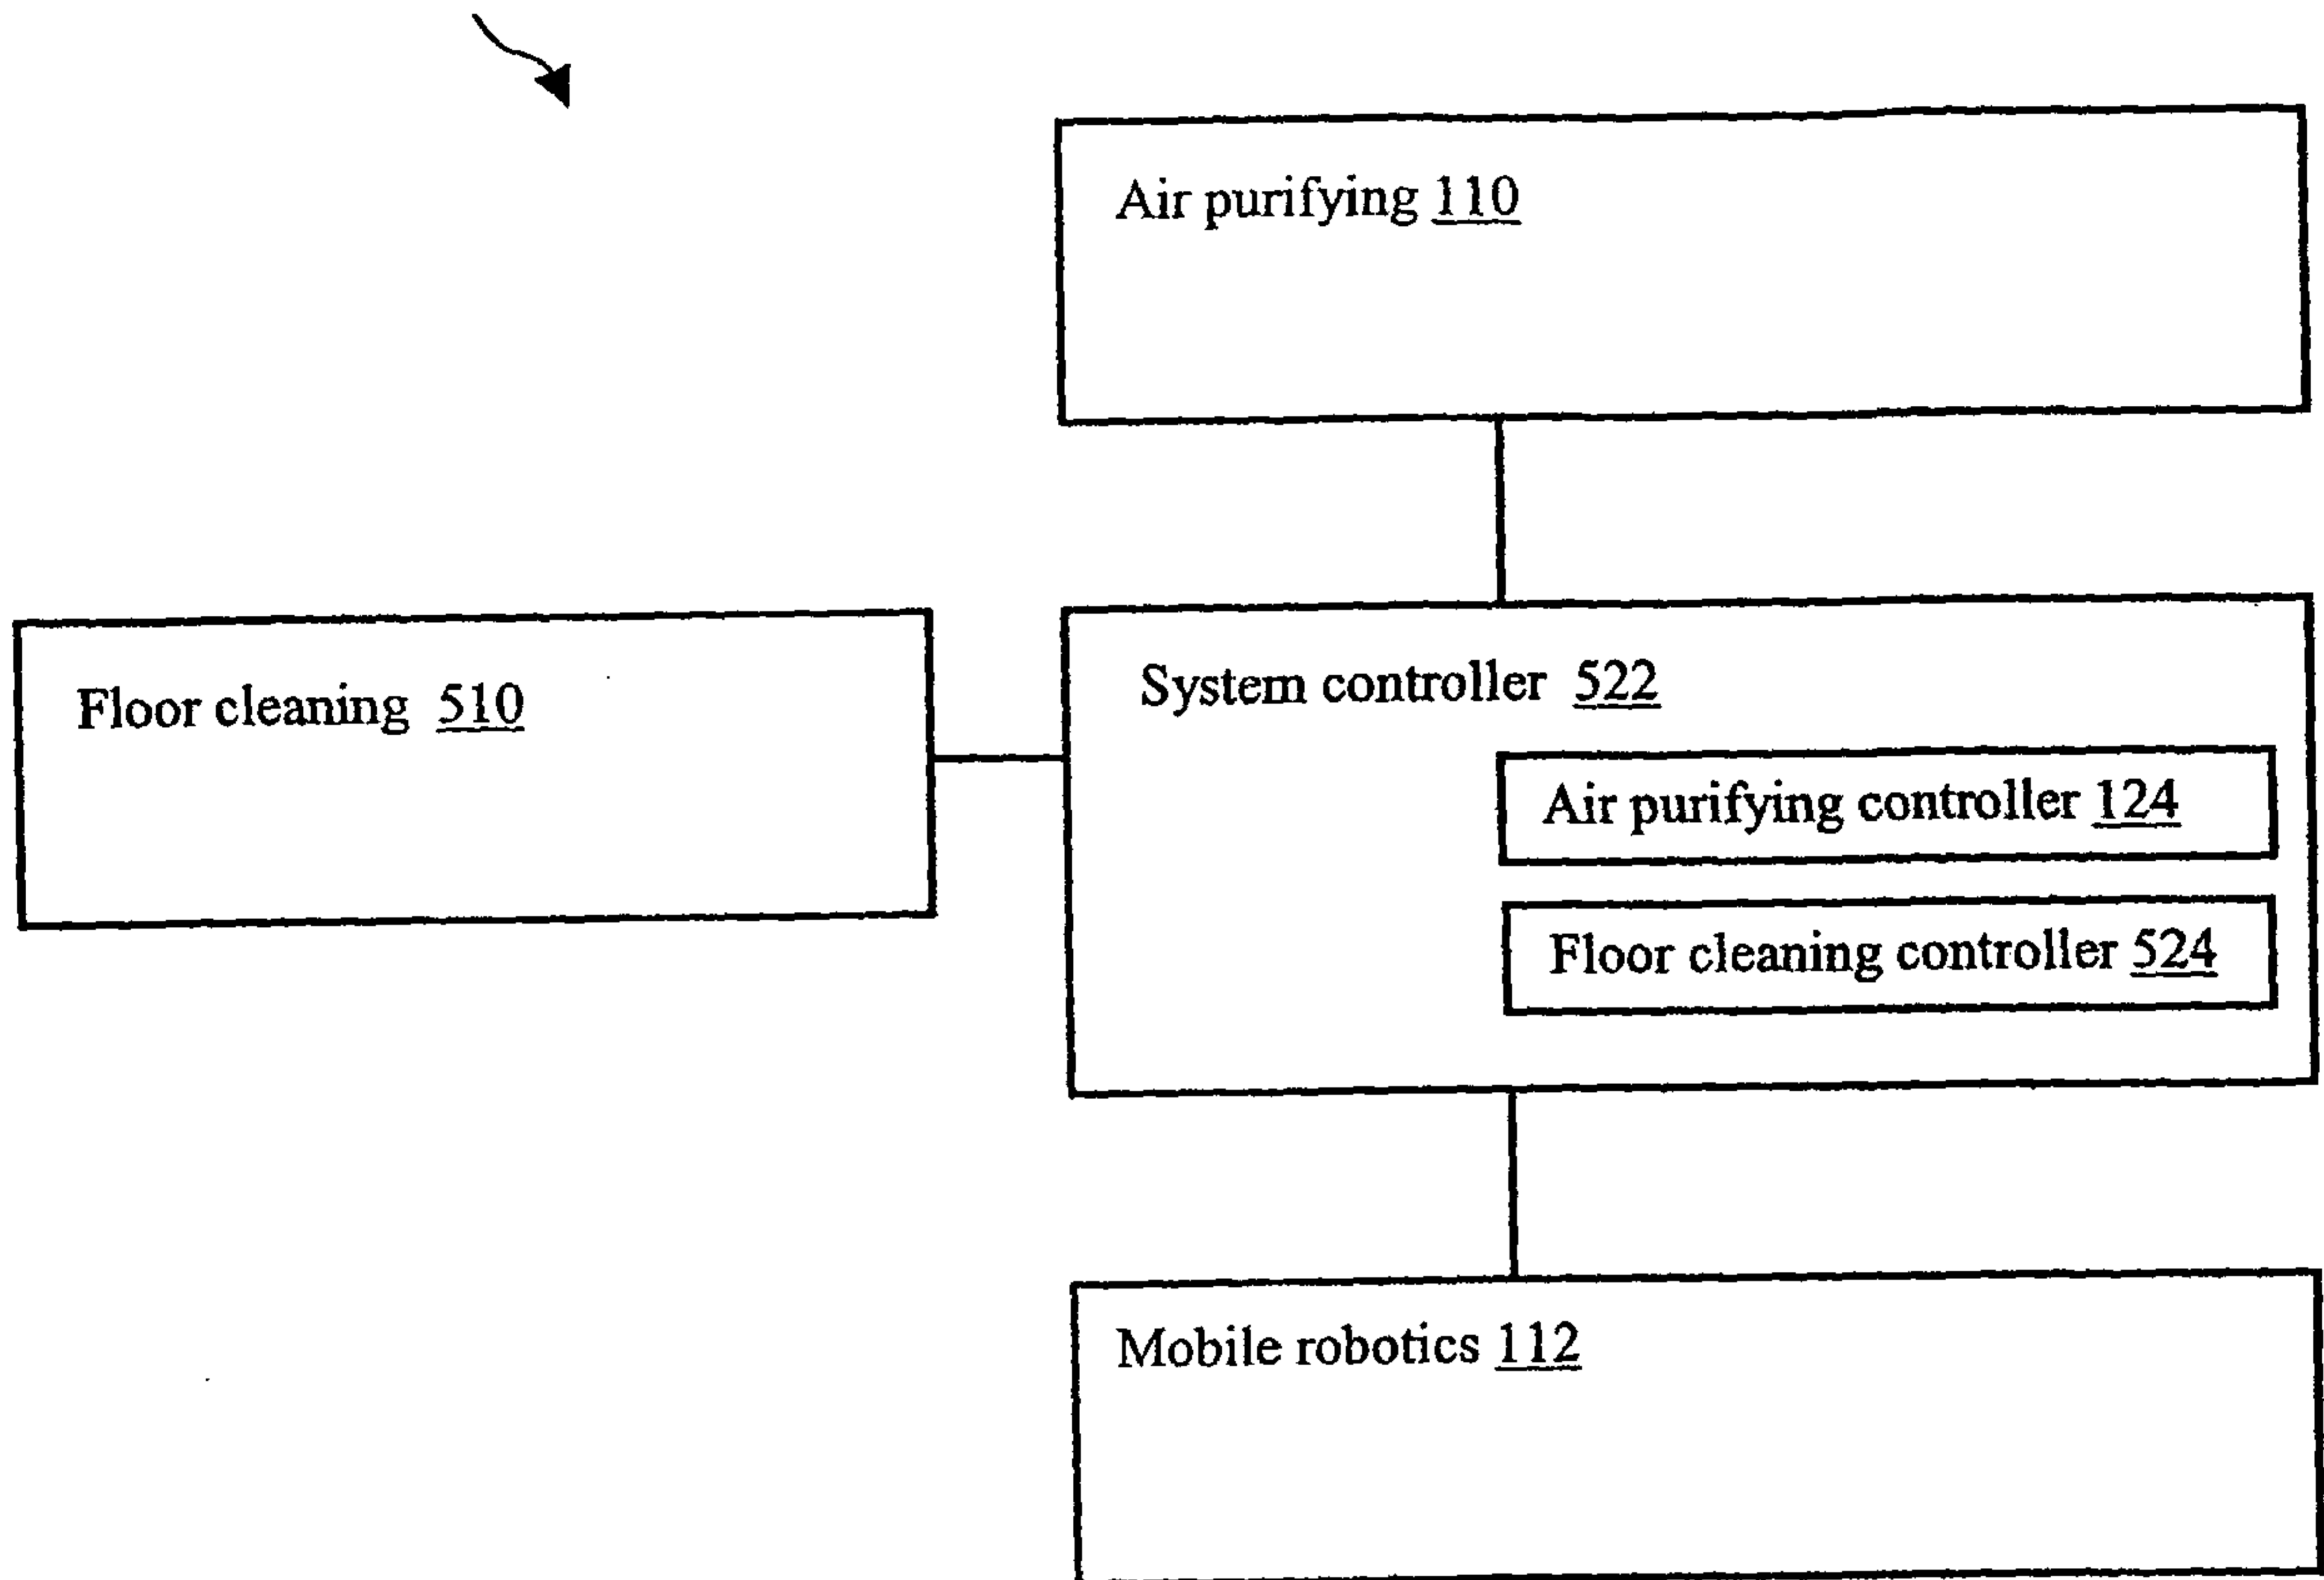 Air purifying 110
Floor cleaning 510
System controller 522
Air purifying controller 124
Floor cleaning controller 524
Mobile robotics 112